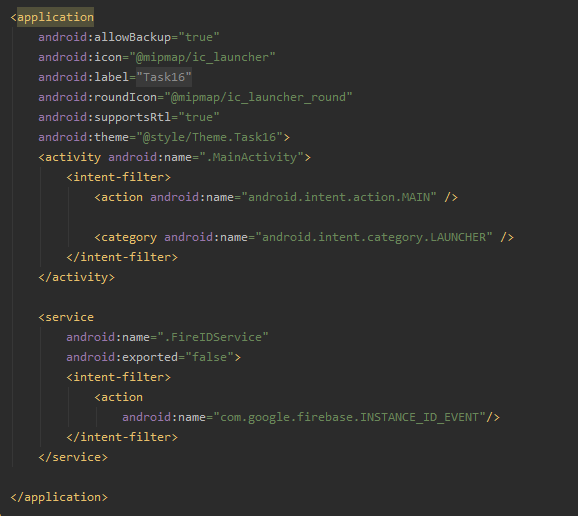 <application
android:allowBackup="true"
android:icon="@mipmap/ic_launcher"
android:label="Task16"
android:roundIcon="@mipmap/ic_launcher_round"
android:supportsRtl="true"
android:theme="@style/Theme.Task16">
<activity android:name=".MainActivity">
<intent-filter>
<action android:name="android.intent.action.MAIN" />
<category android:name="android.intent.category.LAUNCHER" />
</intent-filter>
</activity>
<service
android:name=".FireIDService"
android:exported="false">
<intent-filter>
<action
android:name="com.google.firebase.INSTANCE_ID_EVENT"/>
</intent-filter>
</service>
</application>